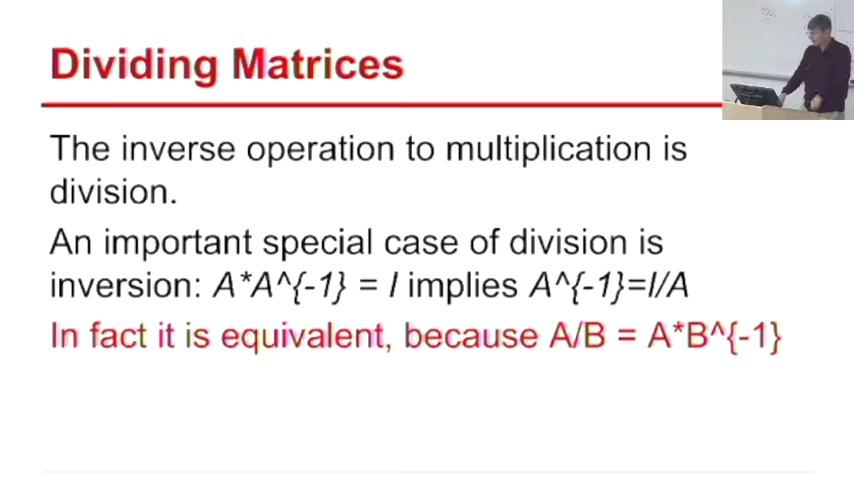 Dividing Matrices
The inverse operation to multiplication is
division.
An important special case of division is
inversion: A*A^{-1} = I implies A^{-1}=I/A
In fact it is equivalent, because A/B = A*B^{-1}